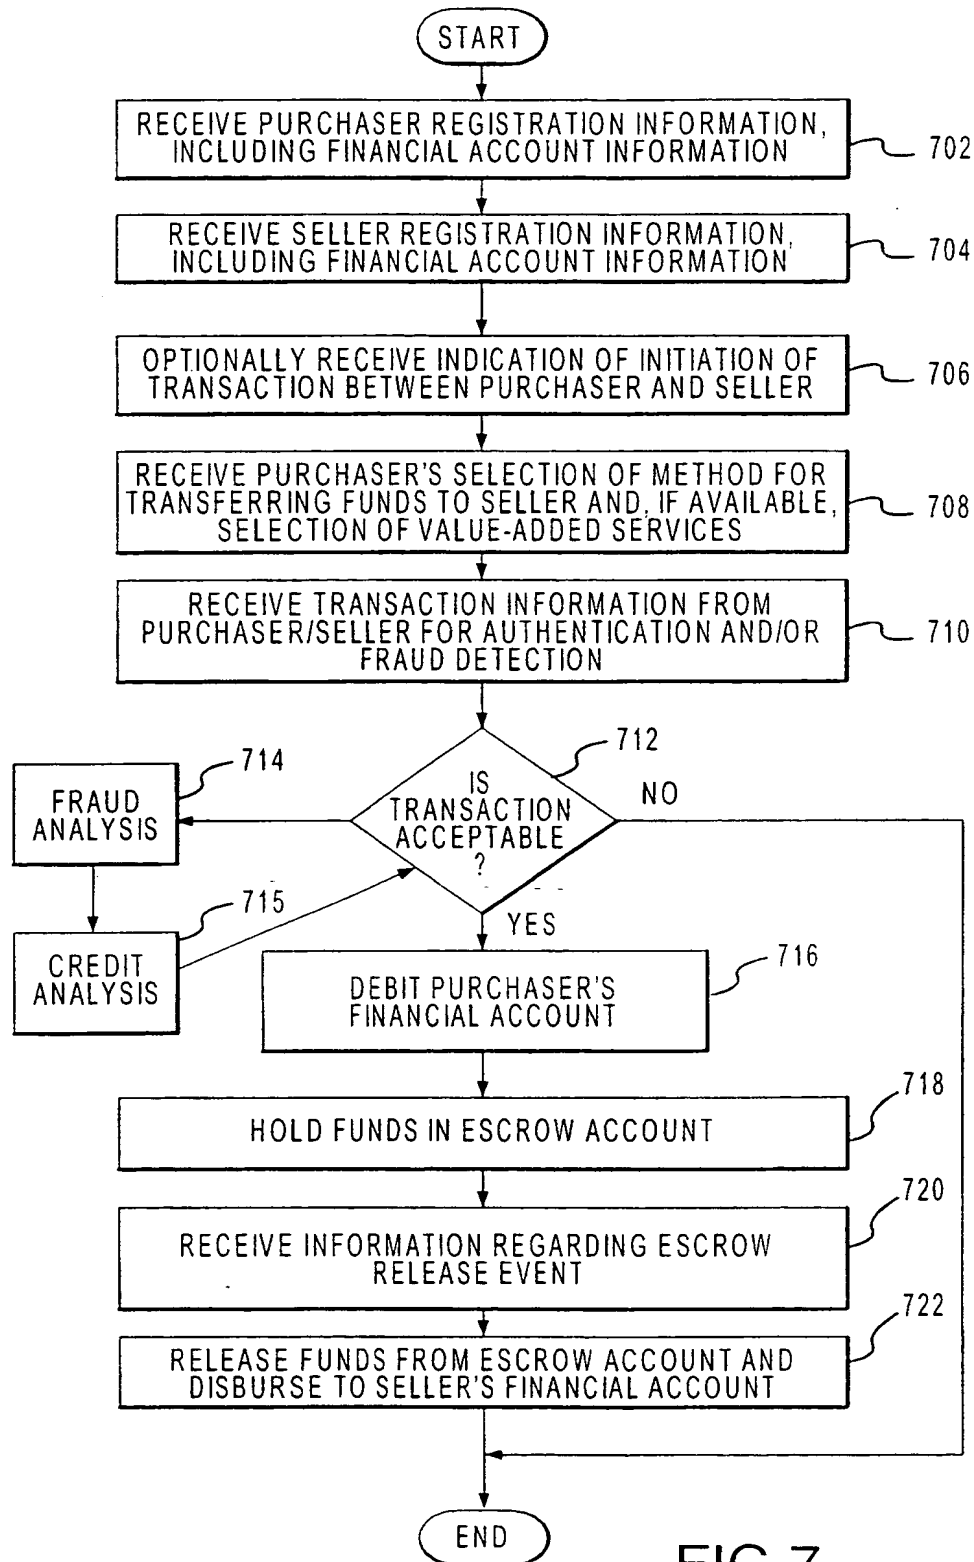 START
RECEIVE PURCHASER REGISTRATION INFORMATION,
INCLUDING FINANCIAL ACCOUNT INFORMATION
702
RECEIVE SELLER REGISTRATION INFORMATION,
INCLUDING FINANCIAL ACCOUNT INFORMATION
704
OPTIONALLY RECEIVE INDICATION OF INITIATION OF
TRANSACTION BETWEEN PURCHASER AND SELLER
706
RECEIVE PURCHASER'S SELECTION OF METHOD FOR
TRANSFERRING FUNDS TO SELLER AND, IF AVAILABLE,
SELECTION OF VALUE-ADDED SERVICES
708
RECEIVE TRANSACTION INFORMATION FROM
PURCHASER/SELLER FOR AUTHENTICATION AND/OR
FRAUD DETECTION
710
712
IS
TRANSACTION
ACCEPTABLE
?
NO
714
FRAUD
ANALYSIS
715
CREDIT
ANALYSIS
YES
716
DEBIT PURCHASER'S
FINANCIAL ACCOUNT
718
HOLD FUNDS IN ESCROW ACCOUNT
720
RECEIVE INFORMATION REGARDING ESCROW
RELEASE EVENT
722
RELEASE FUNDS FROM ESCROW ACCOUNT AND
DISBURSE TO SELLER'S FINANCIAL ACCOUNT
END
FIG. 7